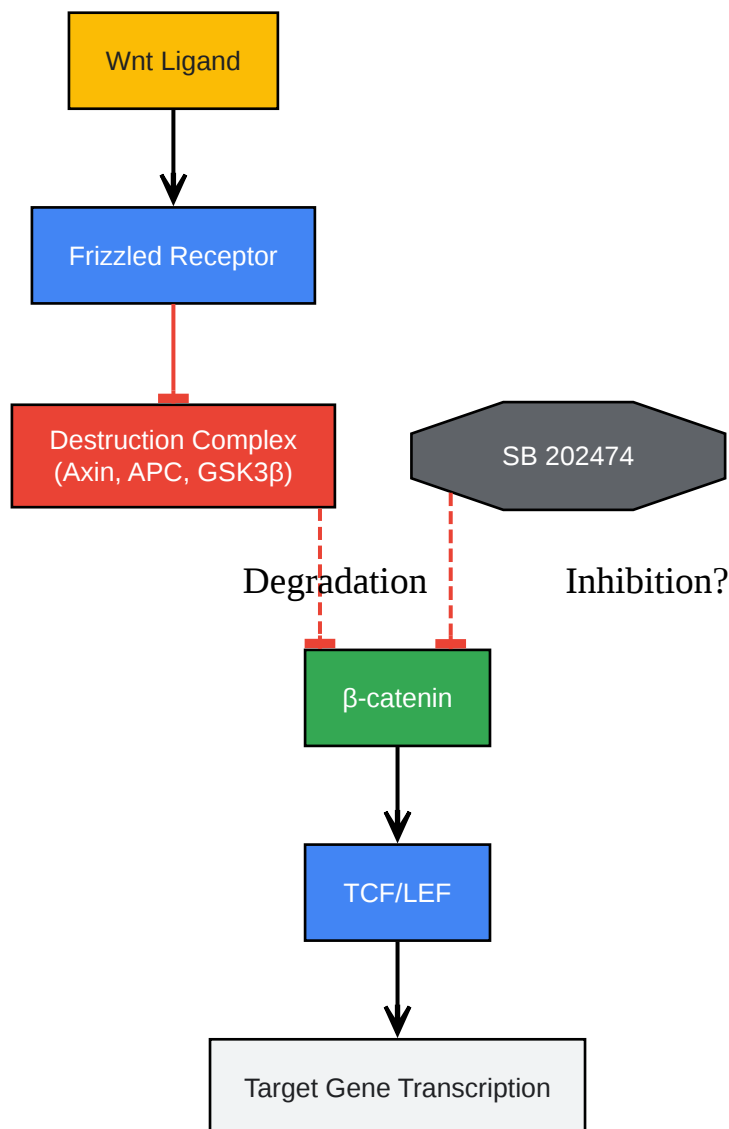 Wnt Ligand
Frizzled Receptor
Destruction Complex
(Axin, APC, GSK3β)
SB 202474
Degradation
Inhibition?
β-catenin
TCF/LEF
Target Gene Transcription